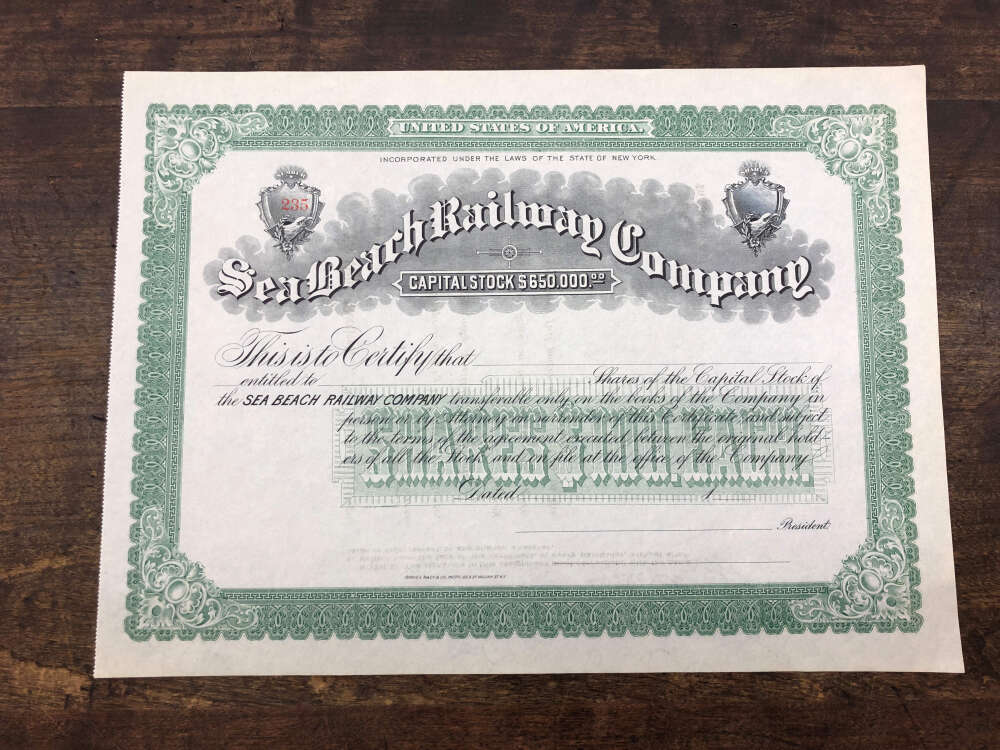 UNITED STATES OF AMERICA.
INCORPORATED UNDER THE LAWS OF THE STATE OF NEW YORK.
235
Sea Beach Railway Company
CAPITAL STOCK $650.000.00
This is to Certify that
entitled to Shares of the Capital Stock of
the SEA BEACH RAILWAY COMPANY transferable only on the books of the Company in
person or by Attorney on surrender of this Certificate and subject
to the terms of the agreement executed between the original hold-
ers of all the Stock and on file at the office of the Company.
SHARES $100 EACH
Dated 1
President.